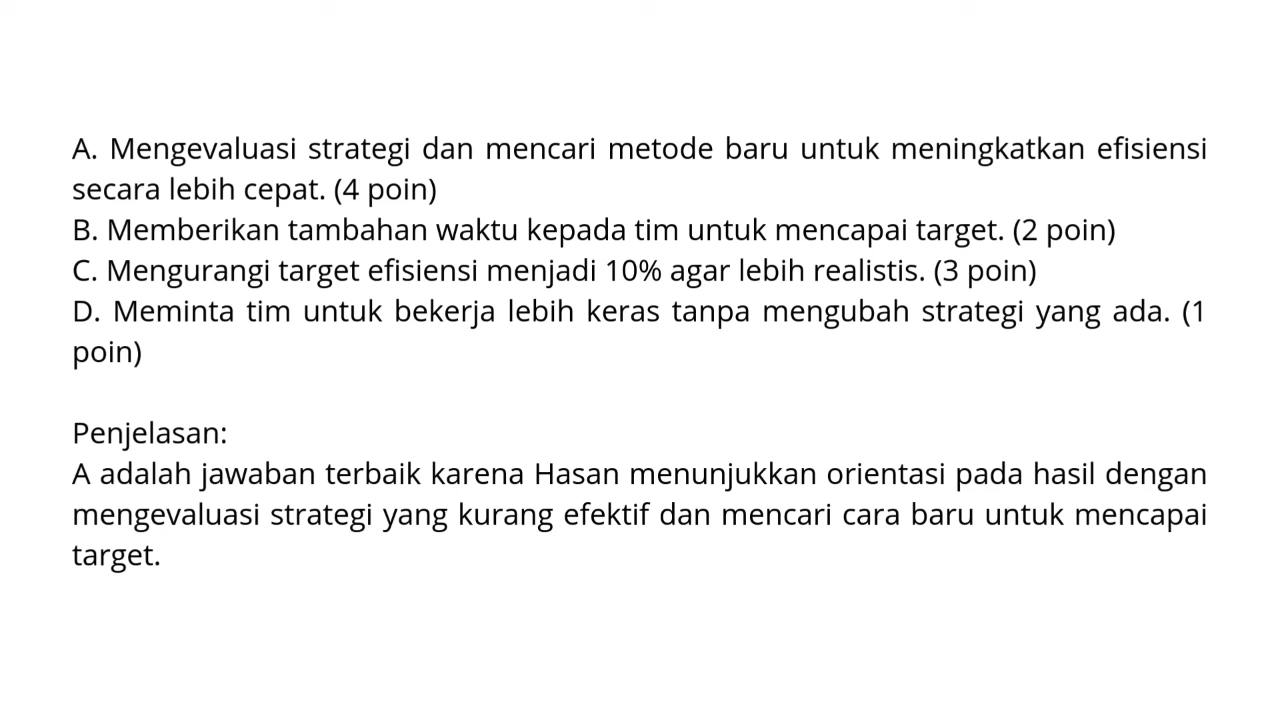 A. Mengevaluasi strategi dan mencari metode baru untuk meningkatkan efisiensi
secara lebih cepat. (4 poin)
B. Memberikan tambahan waktu kepada tim untuk mencapai target. (2 poin)
C. Mengurangi target efisiensi menjadi 10% agar lebih realistis. (3 poin)
D. Meminta tim untuk bekerja lebih keras tanpa mengubah strategi yang ada. (1
poin)
Penjelasan:
A adalah jawaban terbaik karena Hasan menunjukkan orientasi pada hasil dengan
mengevaluasi strategi yang kurang efektif dan mencari cara baru untuk mencapai
target.